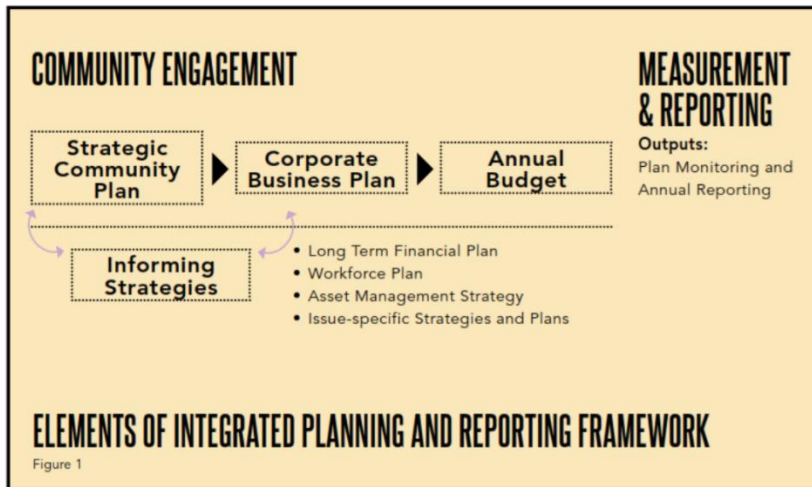 COMMUNITY ENGAGEMENT
Strategic
Community
Plan
Corporate
Business Plan
Annual
Budget
MEASUREMENT
& REPORTING
Outputs:
Plan Monitoring and
Annual Reporting
Informing
Strategies
• Long Term Financial Plan
• Workforce Plan
• Asset Management Strategy
• Issue-specific Strategies and Plans
ELEMENTS OF INTEGRATED PLANNING AND REPORTING FRAMEWORK
Figure 1